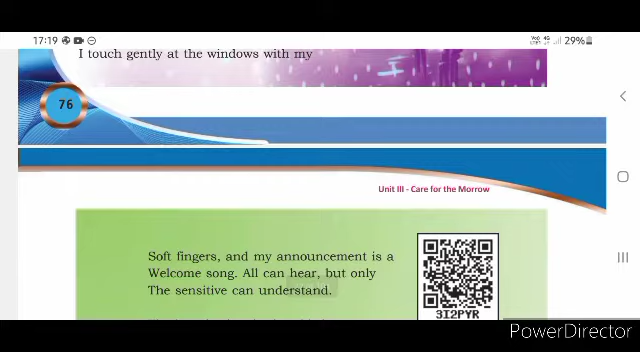 17:19
29%
I touch gently at the windows with my
76
Unit III - Care for the Morrow
Soft fingers, and my announcement is a
Welcome song. All can hear, but only
The sensitive can understand.
3I2PYR
PowerDirector